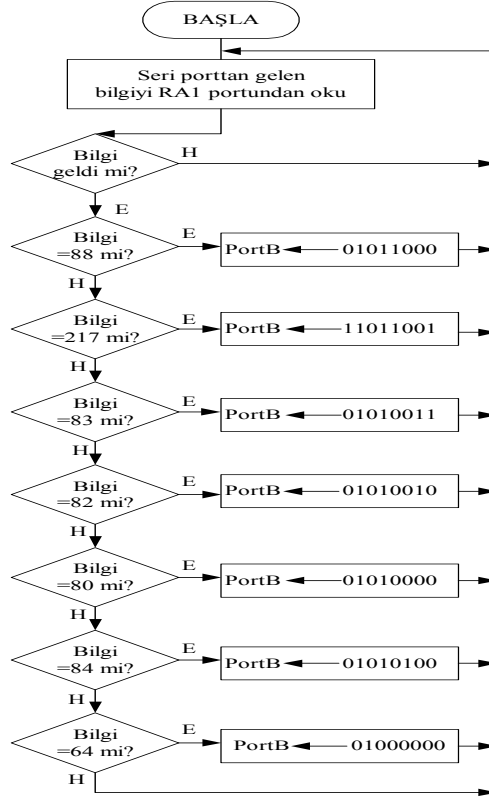 BAŞLA
Seri porttan gelen
bilgiyi RA1 portundan oku
Bilgi
geldi mi?
H
E
Bilgi
=88 mi?
E
PortB 01011000
H
Bilgi
=217 mi?
E
PortB 11011001
H
Bilgi
=83 mi?
E
PortB 01010011
H
Bilgi
=82 mi?
E
PortB 01010010
H
Bilgi
=80 mi?
E
PortB 01010000
H
Bilgi
=84 mi?
E
PortB 01010100
H
Bilgi
=64 mi?
E
PortB 01000000
H